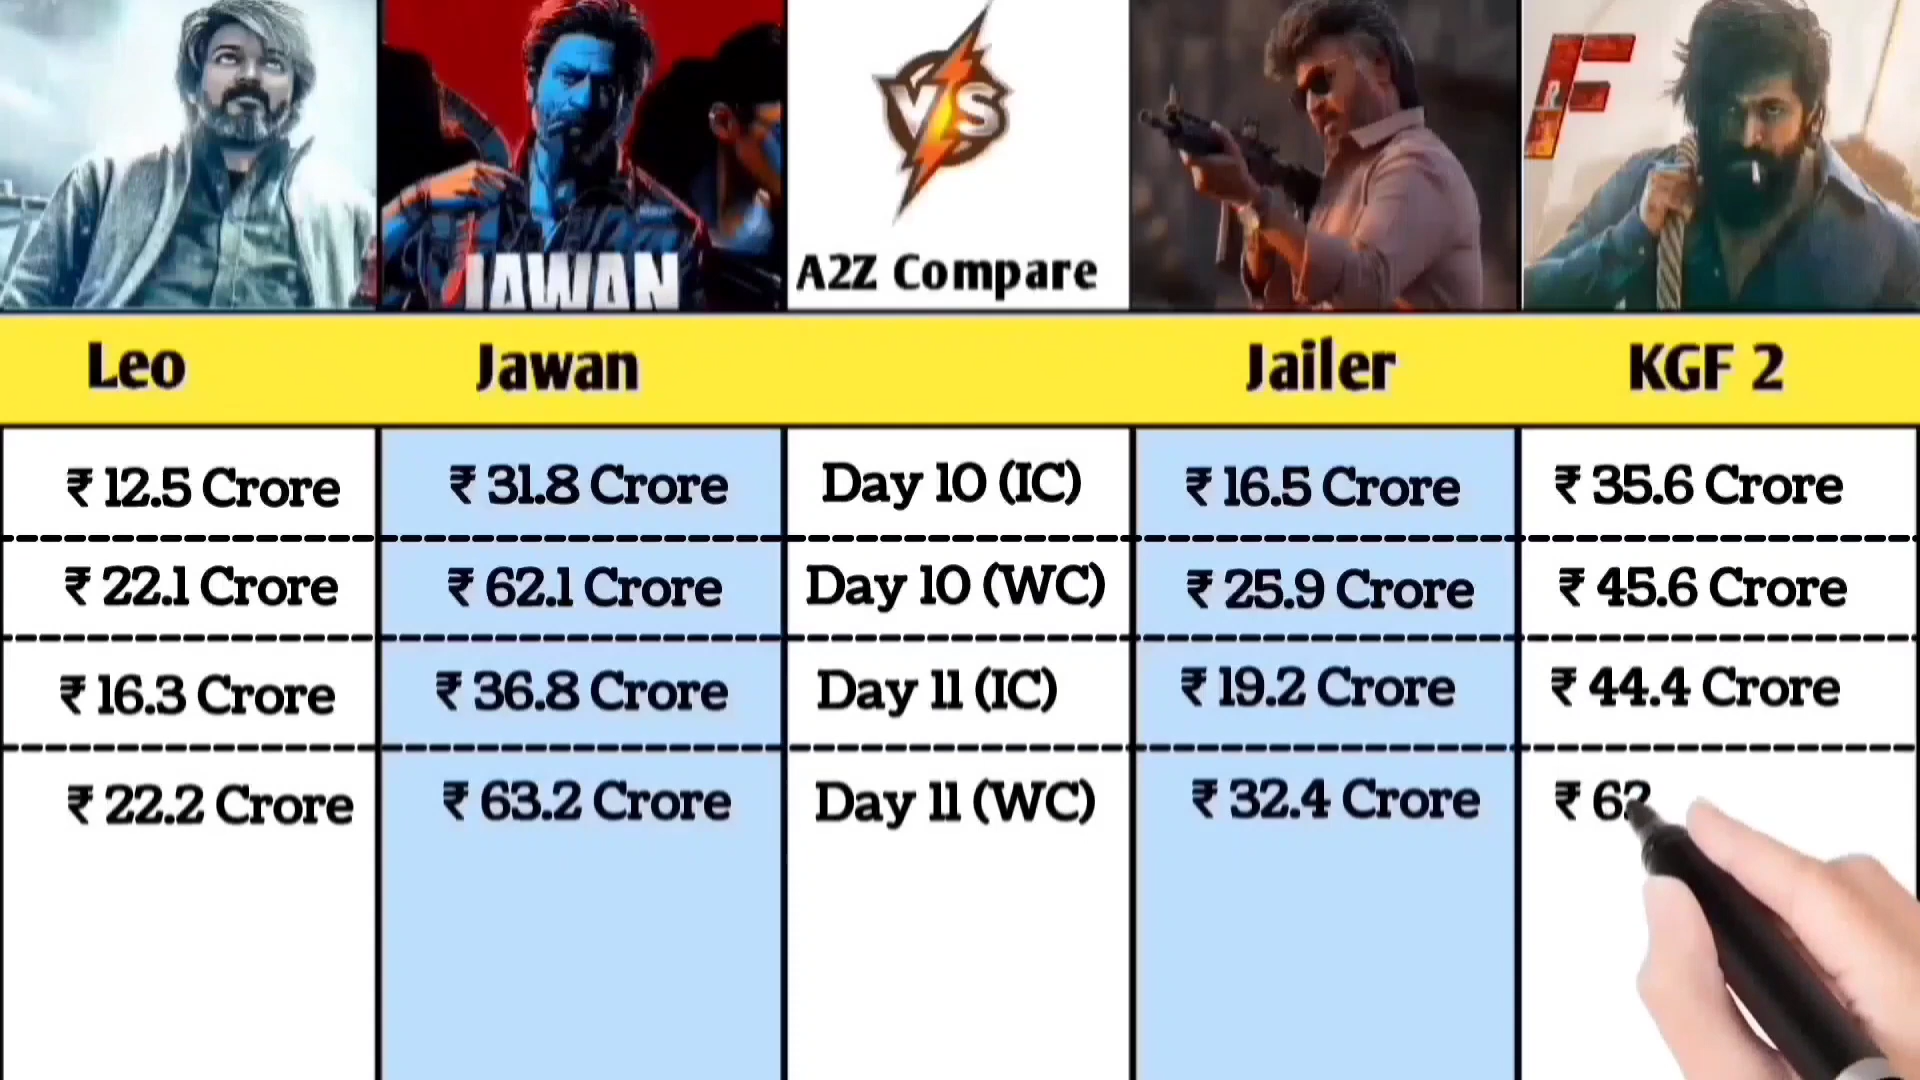 F
VS
JAWAN
A2Z Compare
Leo Jawan Jailer KGF 2
₹ 12.5 Crore ₹ 31.8 Crore Day 10 (IC) ₹ 16.5 Crore ₹ 35.6 Crore
₹ 22.1 Crore ₹ 62.1 Crore Day 10 (WC) ₹ 25.9 Crore ₹ 45.6 Crore
₹ 16.3 Crore ₹ 36.8 Crore Day 11 (IC) ₹ 19.2 Crore ₹ 44.4 Crore
₹ 22.2 Crore ₹ 63.2 Crore Day 11 (WC) ₹ 32.4 Crore ₹ 62